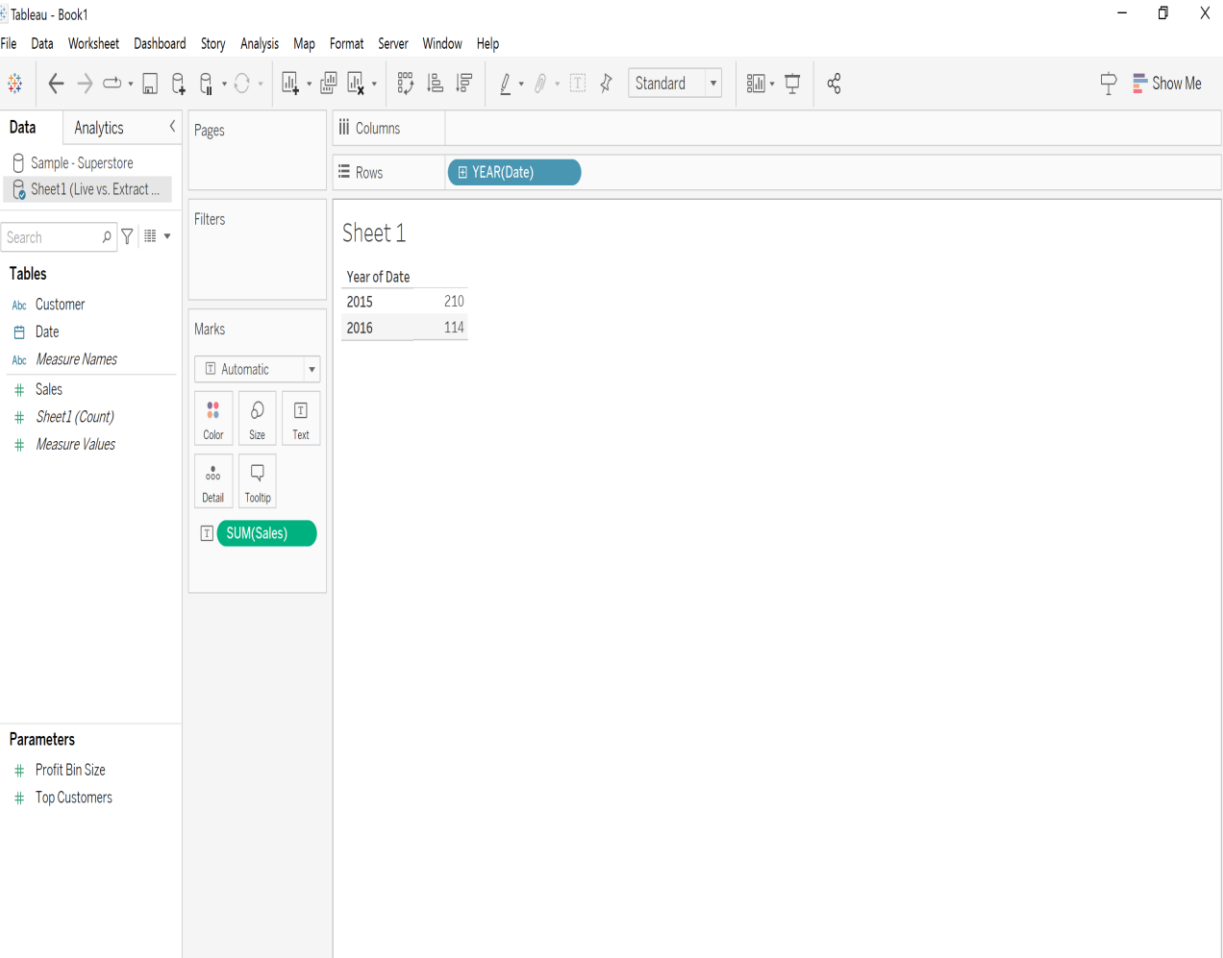 Tableau - Book1
File Data Worksheet Dashboard Story Analysis Map Format Server Window Help
Standard
Show Me
Data Analytics
Sample - Superstore
Sheet1 (Live vs. Extract ...
Search
Tables
Abc Customer
Date
Abc Measure Names
# Sales
# Sheet1 (Count)
# Measure Values
Parameters
# Profit Bin Size
# Top Customers
Pages
Filters
Marks
T Automatic
Color Size T Text
Detail Tooltip
T SUM(Sales)
Columns
Rows YEAR(Date)
Sheet 1
Year of Date
2015 210
2016 114